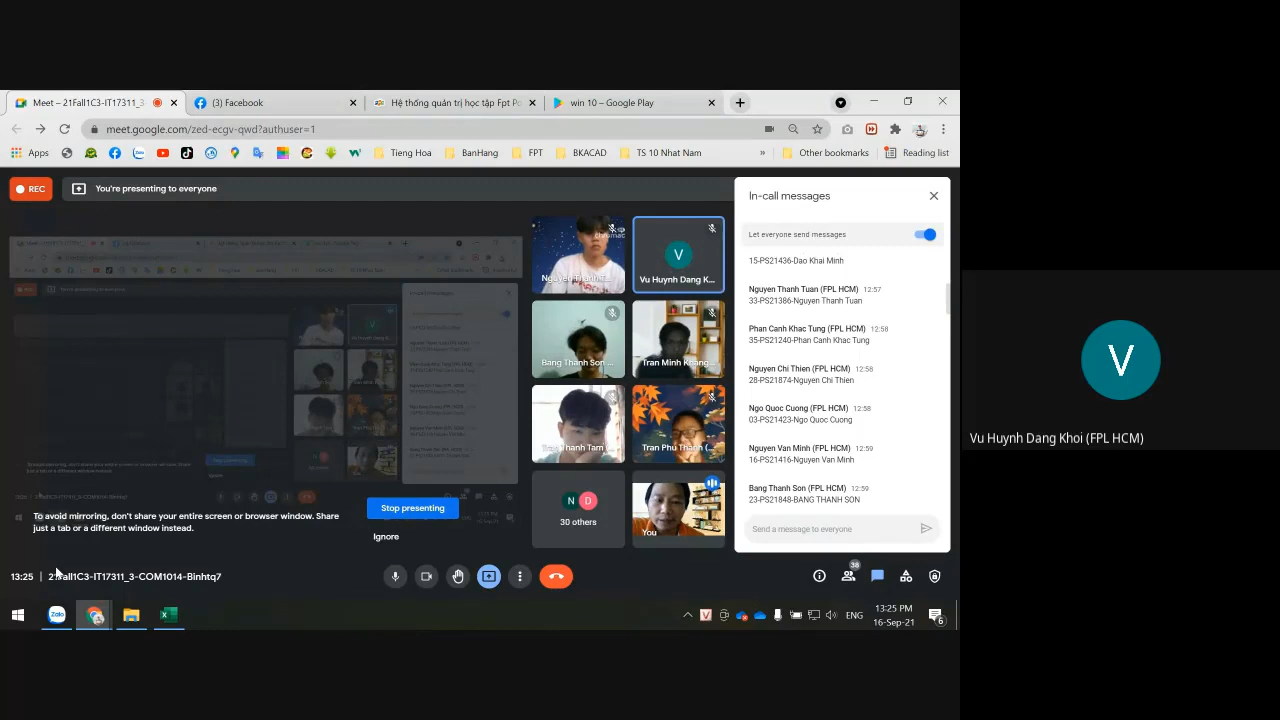 Meet – 21Fall1C3-IT17311_3
(3) Facebook
Hệ thống quản trị học tập Fpt Po
win 10 – Google Play
meet.google.com/zed-ecgv-qwd?authuser=1
Apps
Tieng Hoa
BanHang
FPT
BKACAD
TS 10 Nhat Nam
»
Other bookmarks
Reading list
REC
You're presenting to everyone
In-call messages
Let everyone send messages
15-PS21436-Dao Khai Minh
Nguyen Thanh Tuan (FPL HCM) 12:57
33-PS21386-Nguyen Thanh Tuan
Phan Canh Khac Tung (FPL HCM) 12:58
35-PS21240-Phan Canh Khac Tung
Nguyen Chi Thien (FPL HCM) 12:58
28-PS21874-Nguyen Chi Thien
Ngo Quoc Cuong (FPL HCM) 12:58
03-PS21423-Ngo Quoc Cuong
Nguyen Van Minh (FPL HCM) 12:59
16-PS21416-Nguyen Van Minh
Bang Thanh Son (FPL HCM) 12:59
23-PS21848-BANG THANH SON
Send a message to everyone
Nguyen Thanh T...
V
Vu Huynh Dang K...
Bang Thanh Son ...
Tran Minh Khang ...
Tran Thanh Tam (...
Tran Phu Thanh (...
N D
30 others
You
To avoid mirroring, don't share your entire screen or browser window. Share
just a tab or a different window instead.
Stop presenting
Ignore
13:25 | 21Fall1C3-IT17311_3-COM1014-Binhtq7
38
Zalo
ENG
13:25 PM
16-Sep-21
6
V
Vu Huynh Dang Khoi (FPL HCM)